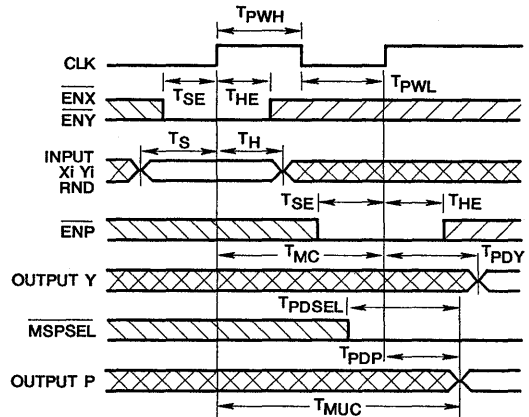 TPWH
CLK
TPWL
ENX
ENY
TSE THE
INPUT
Xi Yi
RND
TS TH
TSE THE
ENP
TMC TPDY
OUTPUT Y
TPDSEL
MSPSEL
TPDP
OUTPUT P
TMUC